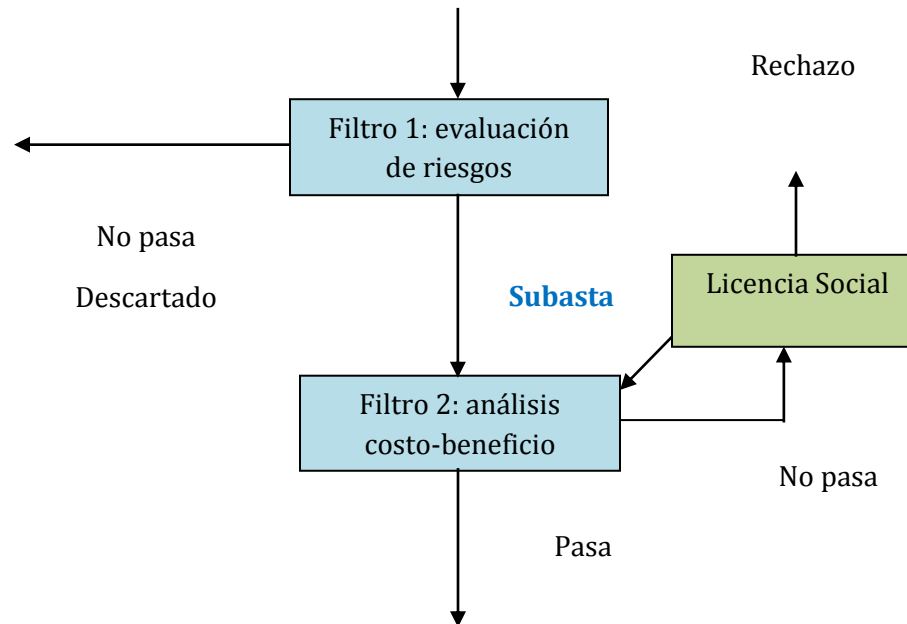 Rechazo
Filtro 1: evaluación
de riesgos
No pasa
Descartado
Subasta
Licencia Social
Filtro 2: análisis
costo-beneficio
No pasa
Pasa